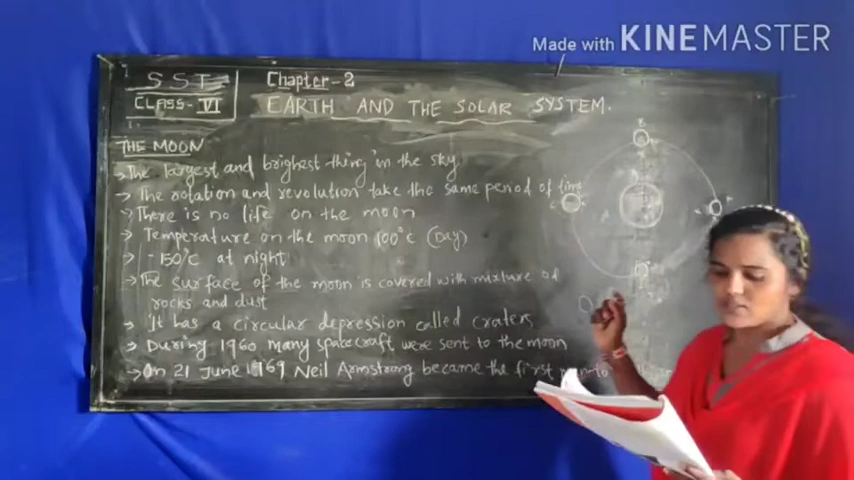 Made with KINEMASTER
SST
CLASS-VI
Chapter-2
EARTH AND THE SOLAR SYSTEM.
THE MOON
→ The largest and brighest thing in the sky
→ The rotation and revolution take the same period of time
→ There is no life on the moon
→ Temperature on the moon 100°c (Day)
→ -150°c at night
→ The surface of the moon is covered with mixture of
rocks and dust
→ It has a circular depression called craters
→ During 1960 many spacecraft were sent to the moon
→ On 21 June 1969 Neil Armstrong became the first man to